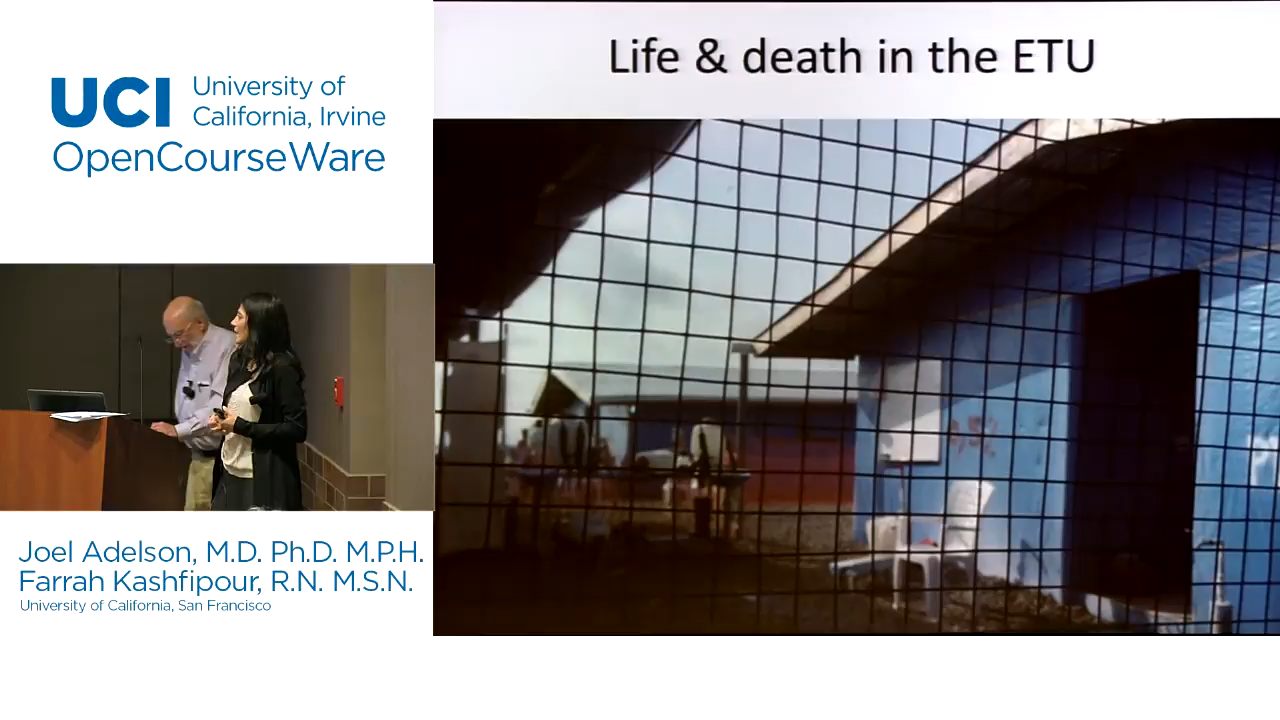 UCI University of
California, Irvine
OpenCourseWare
Life & death in the ETU
Joel Adelson, M.D. Ph.D. M.P.H.
Farrah Kashfipour, R.N. M.S.N.
University of California, San Francisco